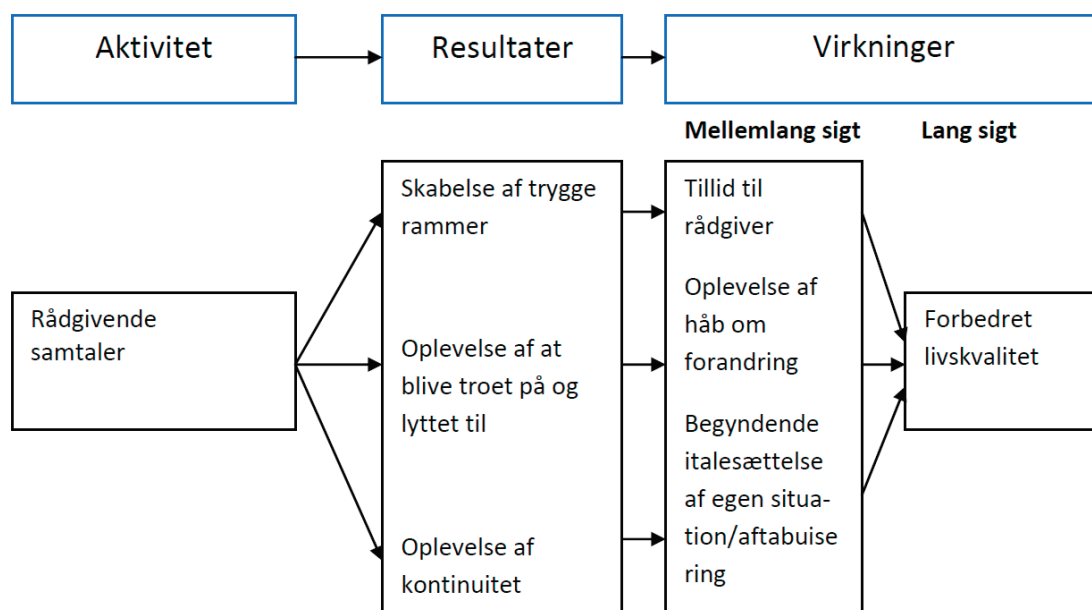 Aktivitet
Resultater
Virkninger
Mellemlang sigt
Lang sigt
Rådgivende
samtaler
Skabelse af trygge
rammer
Oplevelse af at
blive troet på og
lyttet til
Oplevelse af
kontinuitet
Tillid til
rådgiver
Oplevelse af
håb om
forandring
Begyndende
italesættelse
af egen situa-
tion/aftabuise
ring
Forbedret
livskvalitet